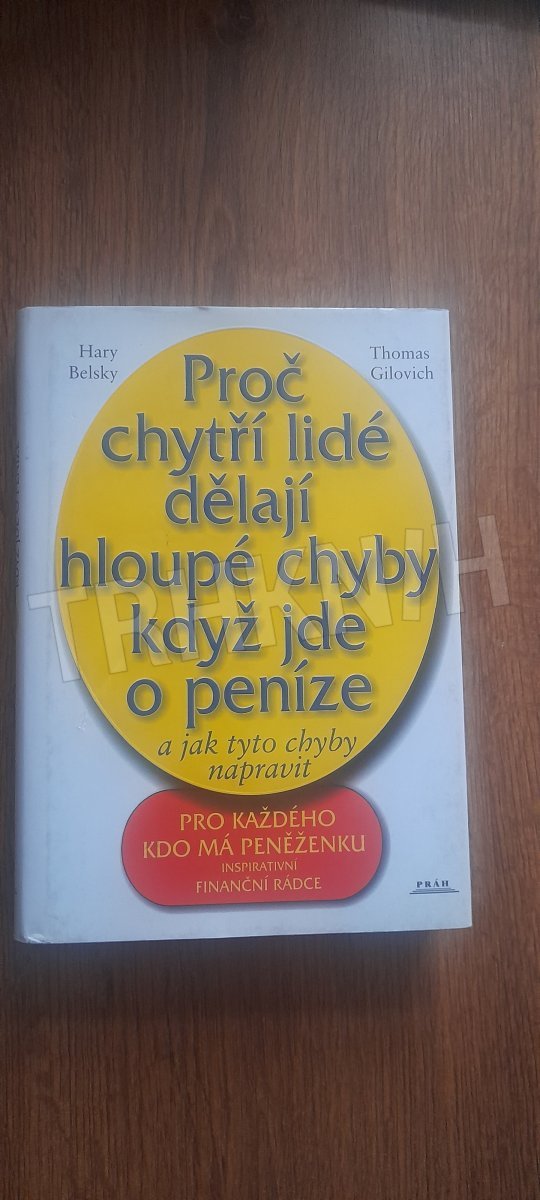 Hary
Belsky
Thomas
Gilovich
Proč
chytří lidé
dělají
hloupé chyby
když jde
o peníze
a jak tyto chyby
napravit
PRO KAŽDÉHO
KDO MÁ PENĚŽENKU
INSPIRATIVNÍ
FINANČNÍ RÁDCE
PRÁH
TRHKNIH